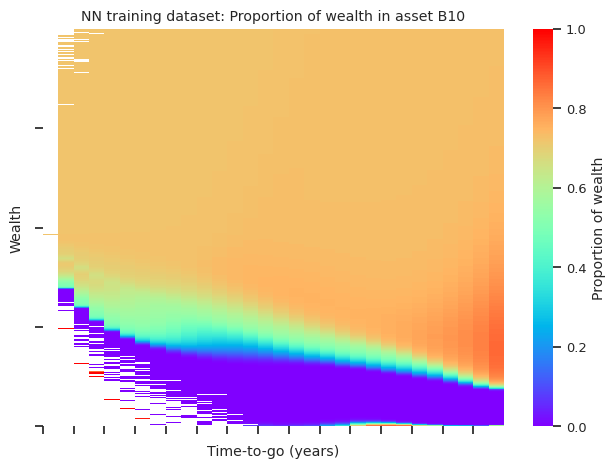 NN training dataset: Proportion of wealth in asset B10
Wealth
Time-to-go (years)
1.0
0.8
0.6
0.4
0.2
0.0
Proportion of wealth